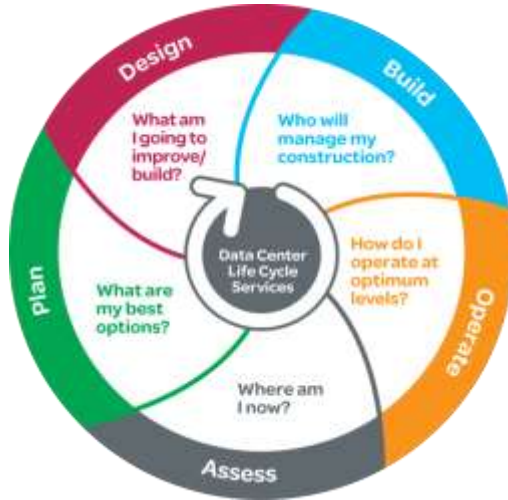 Design
Build
What am
I going to
improve/
build?
Who will
manage my
construction?
Data Center
Life Cycle
Services
How do I
operate at
optimum
levels?
Operate
Plan
What are
my best
options?
Where am
I now?
Assess